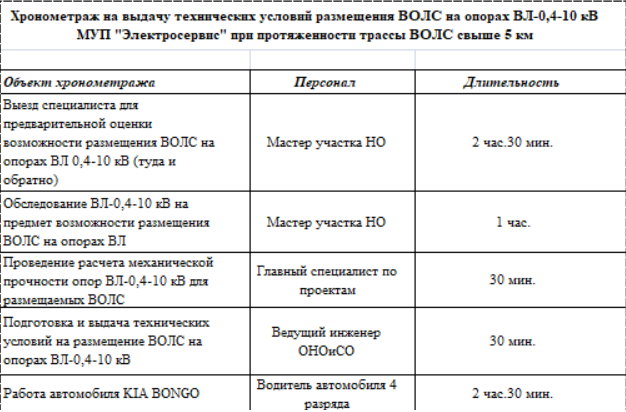 Хронометраж на выдачу технических условий размещения ВОЛС на опорах ВЛ-0,4-10 кВ
МУП "Электросервис" при протяженности трассы ВОЛС свыше 5 км
Объект хронометража Персонал Длительность
Выезд специалиста для
предварительной оценки
возможности размещения ВОЛС на
опорах ВЛ 0,4-10 кВ (туда и
обратно)
Мастер участка НО
2 час.30 мин.
Обследование ВЛ-0,4-10 кВ на
предмет возможности размещения
ВОЛС на опорах ВЛ
Мастер участка НО
1 час.
Проведение расчета механической
прочности опор ВЛ-0,4-10 кВ для
размещаемых ВОЛС
Главный специалист по
проектам
30 мин.
Подготовка и выдача технических
условий на размещение ВОЛС на
опорах ВЛ-0,4-10 кВ
Ведущий инженер
ОНОиСО
30 мин.
Работа автомобиля KIA BONGO
Водитель автомобиля 4
разряда
2 час.30 мин.